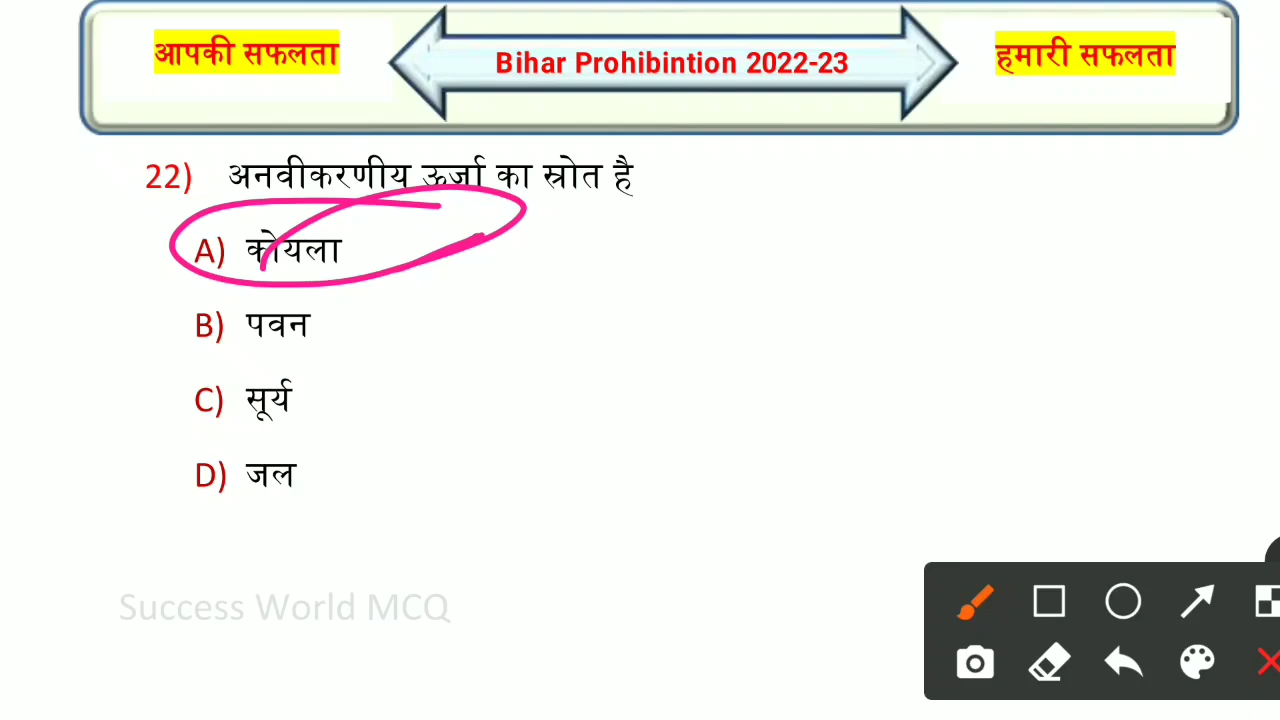 आपकी सफलता
Bihar Prohibintion 2022-23
हमारी सफलता
22) अनवीकरणीय ऊर्जा का स्रोत है
A) कोयला
B) पवन
C) सूर्य
D) जल
Success World MCQ